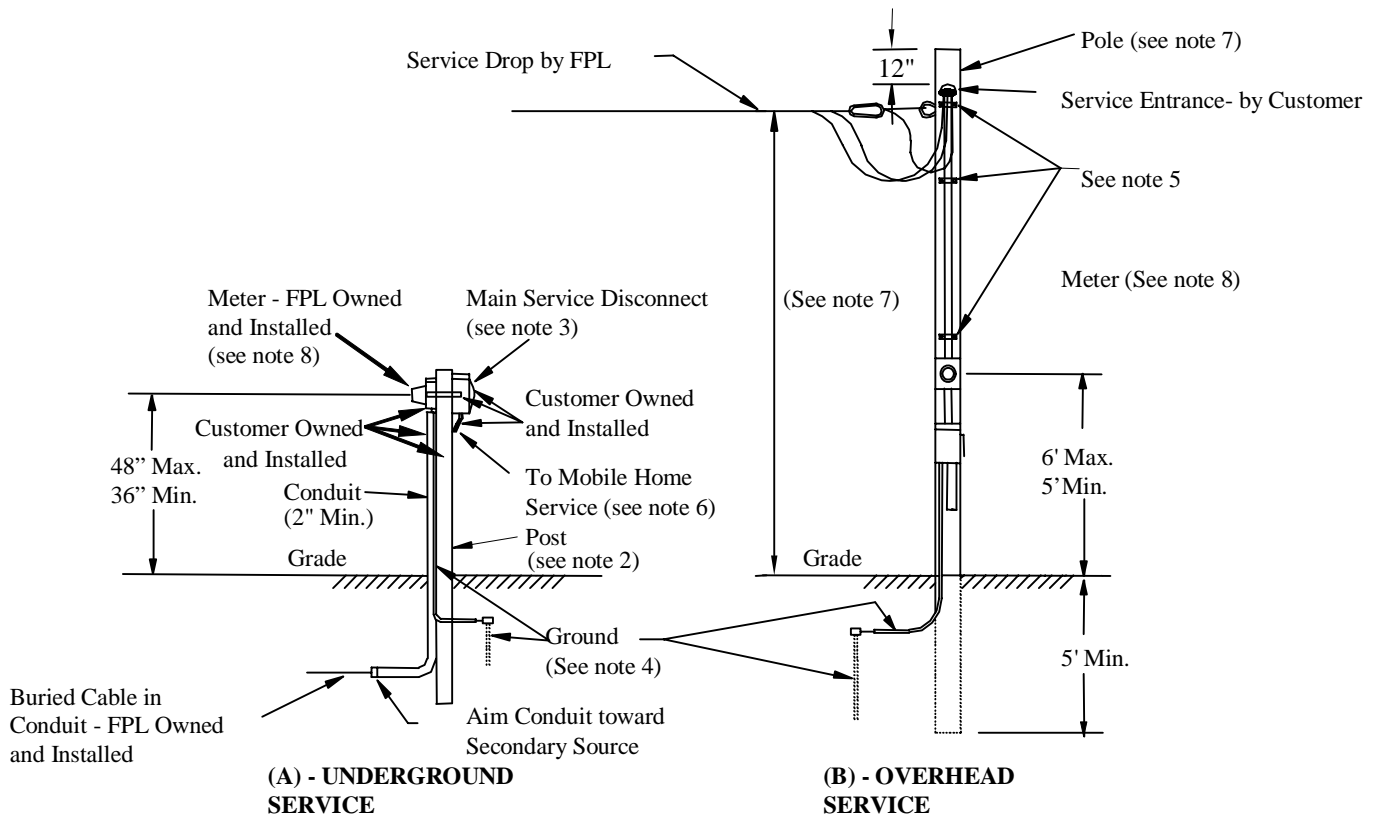 Pole (see note 7)
Service Drop by FPL
12"
Service Entrance- by Customer
See note 5
Meter (See note 8)
(See note 7)
Meter - FPL Owned
and Installed
(see note 8)
Main Service Disconnect
(see note 3)
Customer Owned
and Installed
Customer Owned
and Installed
48” Max.
36” Min.
Conduit
(2" Min.)
To Mobile Home
Service (see note 6)
Post
(see note 2)
6' Max.
5’Min.
Grade
Grade
Ground
(See note 4)
5' Min.
Buried Cable in
Conduit - FPL Owned
and Installed
Aim Conduit toward
Secondary Source
(A) - UNDERGROUND
SERVICE
(B) - OVERHEAD
SERVICE